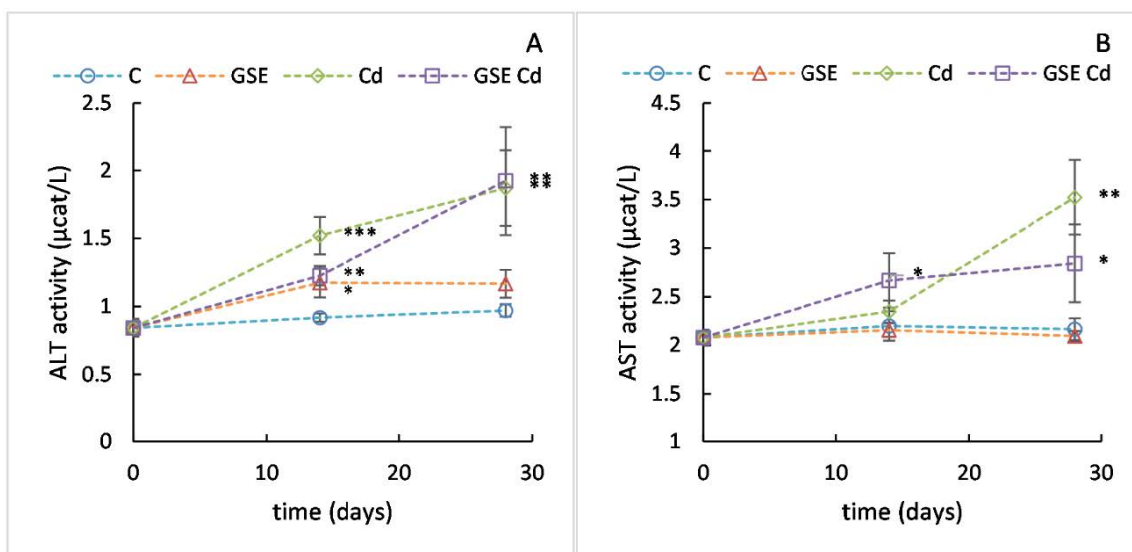 A
C GSE Cd GSE Cd
2.5
2
1.5
1
0.5
0
0 10 20 30
ALT activity (µcat/L)
time (days)
***
**
*
**
**
B
C GSE Cd GSE Cd
4.5
4
3.5
3
2.5
2
1.5
1
0 10 20 30
AST activity (µcat/L)
time (days)
*
**
*